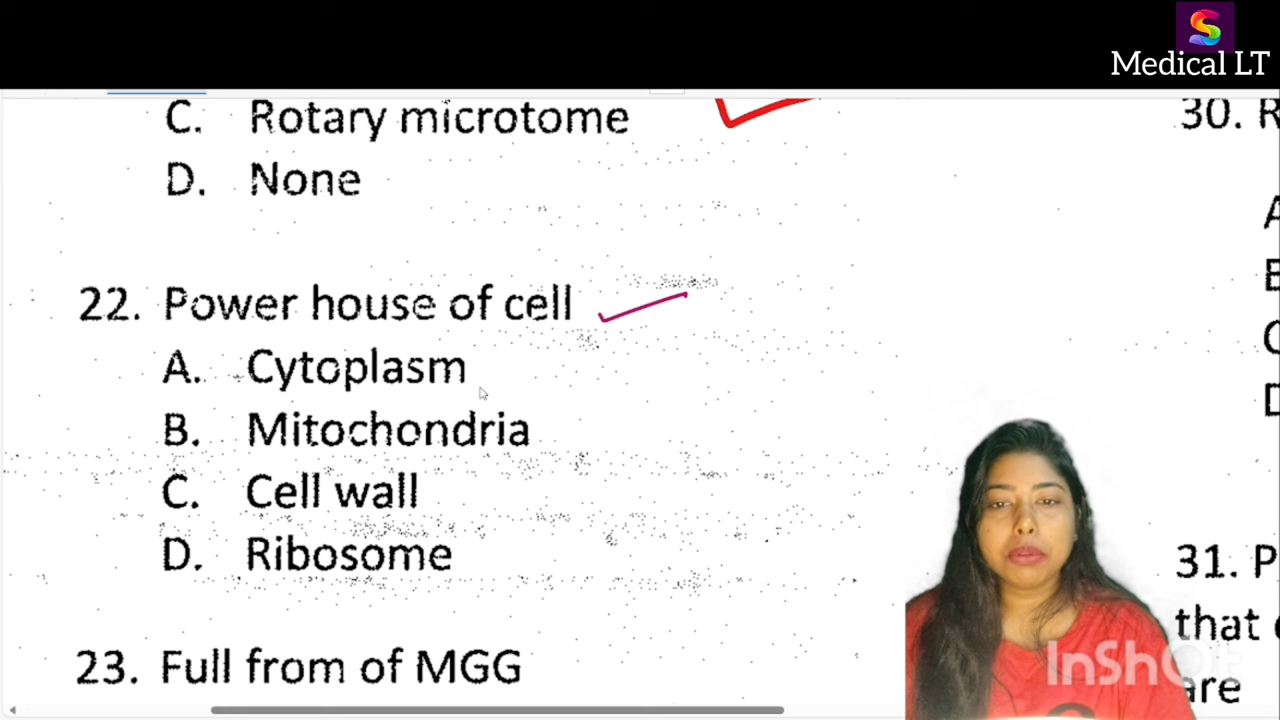 Medical LT
C. Rotary microtome
D. None
22. Power house of cell
A. Cytoplasm
B. Mitochondria
C. Cell wall
D. Ribosome
23. Full from of MGG
30. R
A
B
C
D
31. P
that
are
InShOt